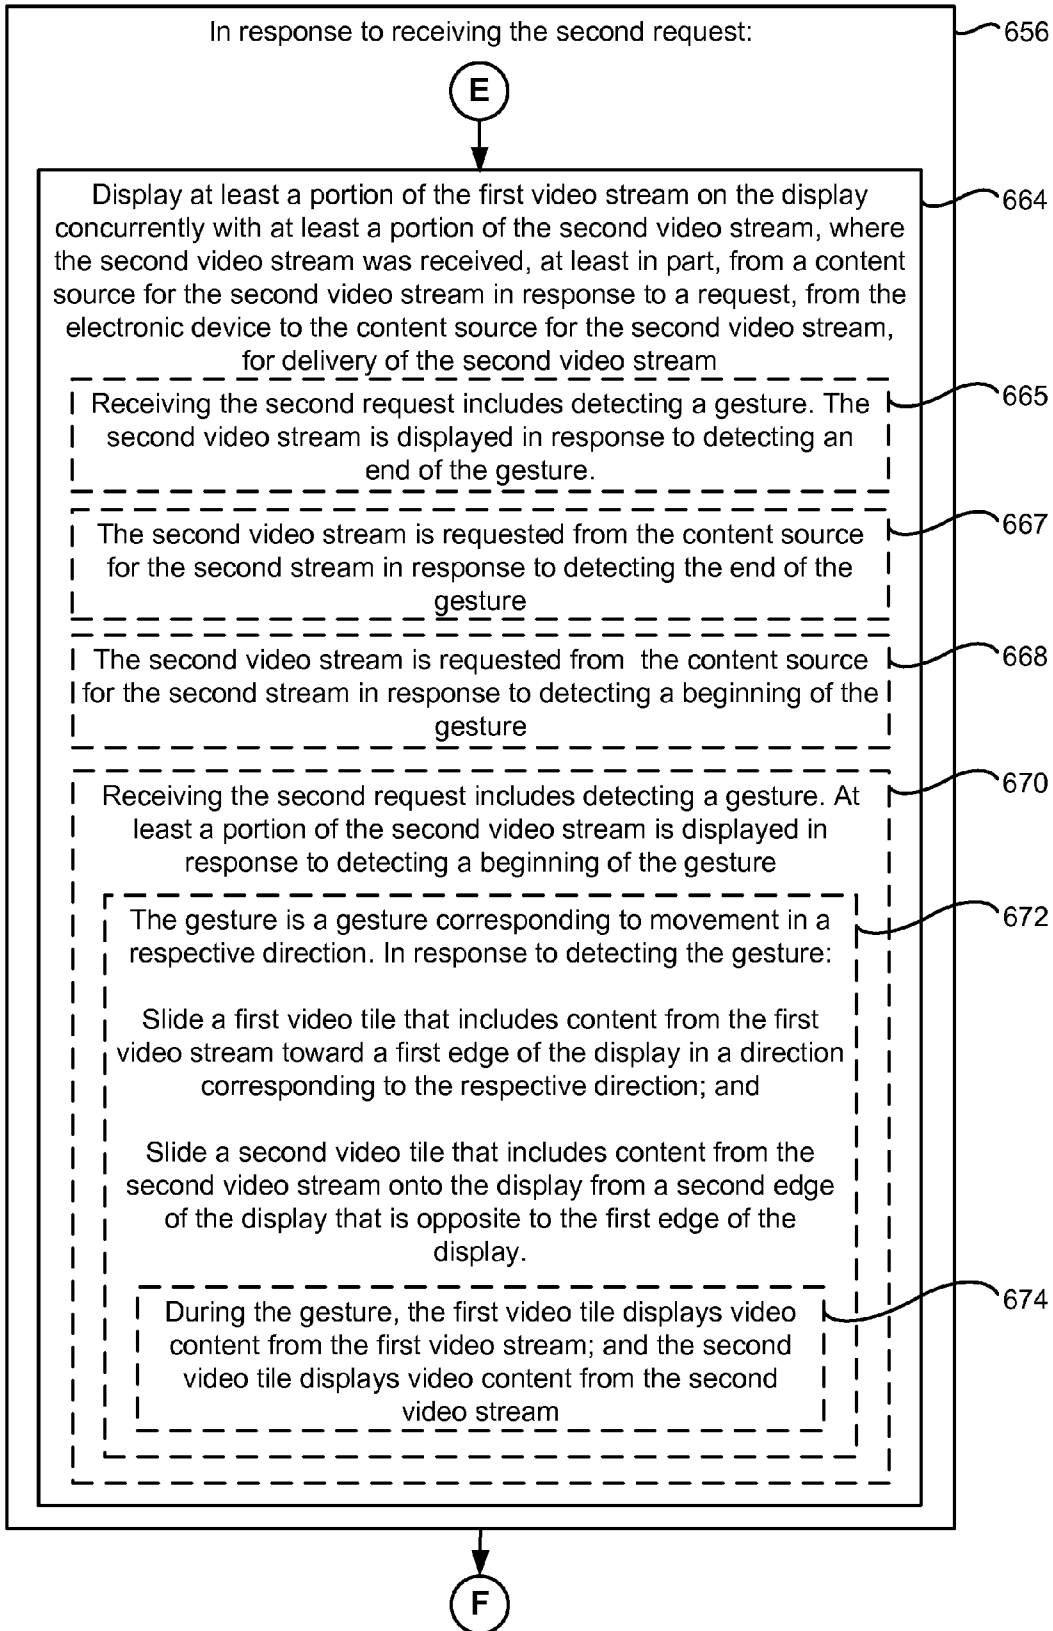 In response to receiving the second request:
656
E
Display at least a portion of the first video stream on the display
concurrently with at least a portion of the second video stream, where
the second video stream was received, at least in part, from a content
source for the second video stream in response to a request, from the
electronic device to the content source for the second video stream,
for delivery of the second video stream
664
Receiving the second request includes detecting a gesture. The
second video stream is displayed in response to detecting an
end of the gesture.
665
The second video stream is requested from the content source
for the second stream in response to detecting the end of the
gesture
667
The second video stream is requested from the content source
for the second stream in response to detecting a beginning of the
gesture
668
Receiving the second request includes detecting a gesture. At
least a portion of the second video stream is displayed in
response to detecting a beginning of the gesture
670
The gesture is a gesture corresponding to movement in a
respective direction. In response to detecting the gesture:
672
Slide a first video tile that includes content from the first
video stream toward a first edge of the display in a direction
corresponding to the respective direction; and
Slide a second video tile that includes content from the
second video stream onto the display from a second edge
of the display that is opposite to the first edge of the
display.
During the gesture, the first video tile displays video
content from the first video stream; and the second
video tile displays video content from the second
video stream
674
F